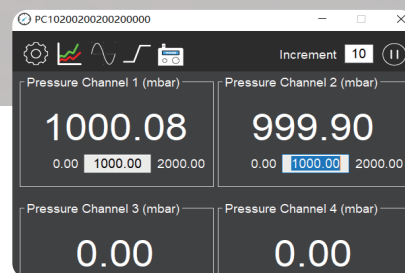 PC10200200200200000
Increment 10
Pressure Channel 1 (mbar)
1000.08
0.00 1000.00 2000.00
Pressure Channel 2 (mbar)
999.90
0.00 1000.00 2000.00
Pressure Channel 3 (mbar)
0.00
Pressure Channel 4 (mbar)
0.00